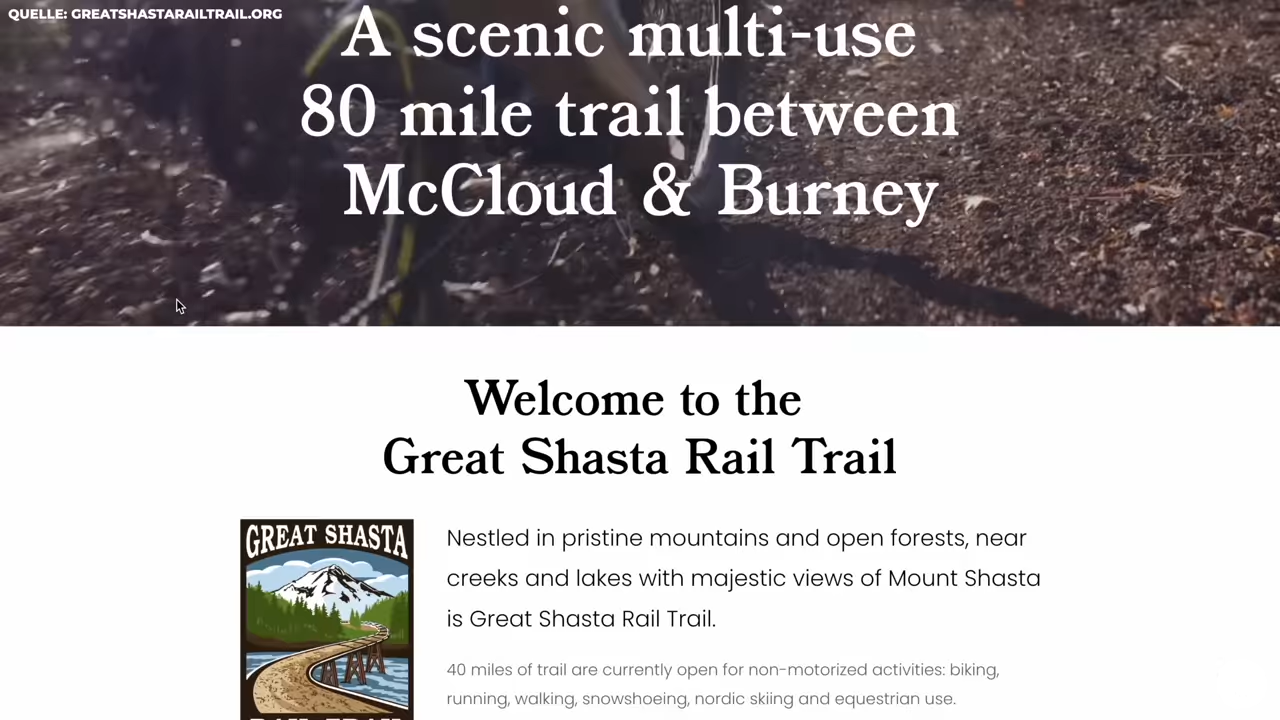 QUELLE: GREATSHASTARAILTRAIL.ORG
A scenic multi-use
80 mile trail between
McCloud & Burney
Welcome to the
Great Shasta Rail Trail
GREAT SHASTA
Nestled in pristine mountains and open forests, near
creeks and lakes with majestic views of Mount Shasta
is Great Shasta Rail Trail.
40 miles of trail are currently open for non-motorized activities: biking,
running, walking, snowshoeing, nordic skiing and equestrian use.